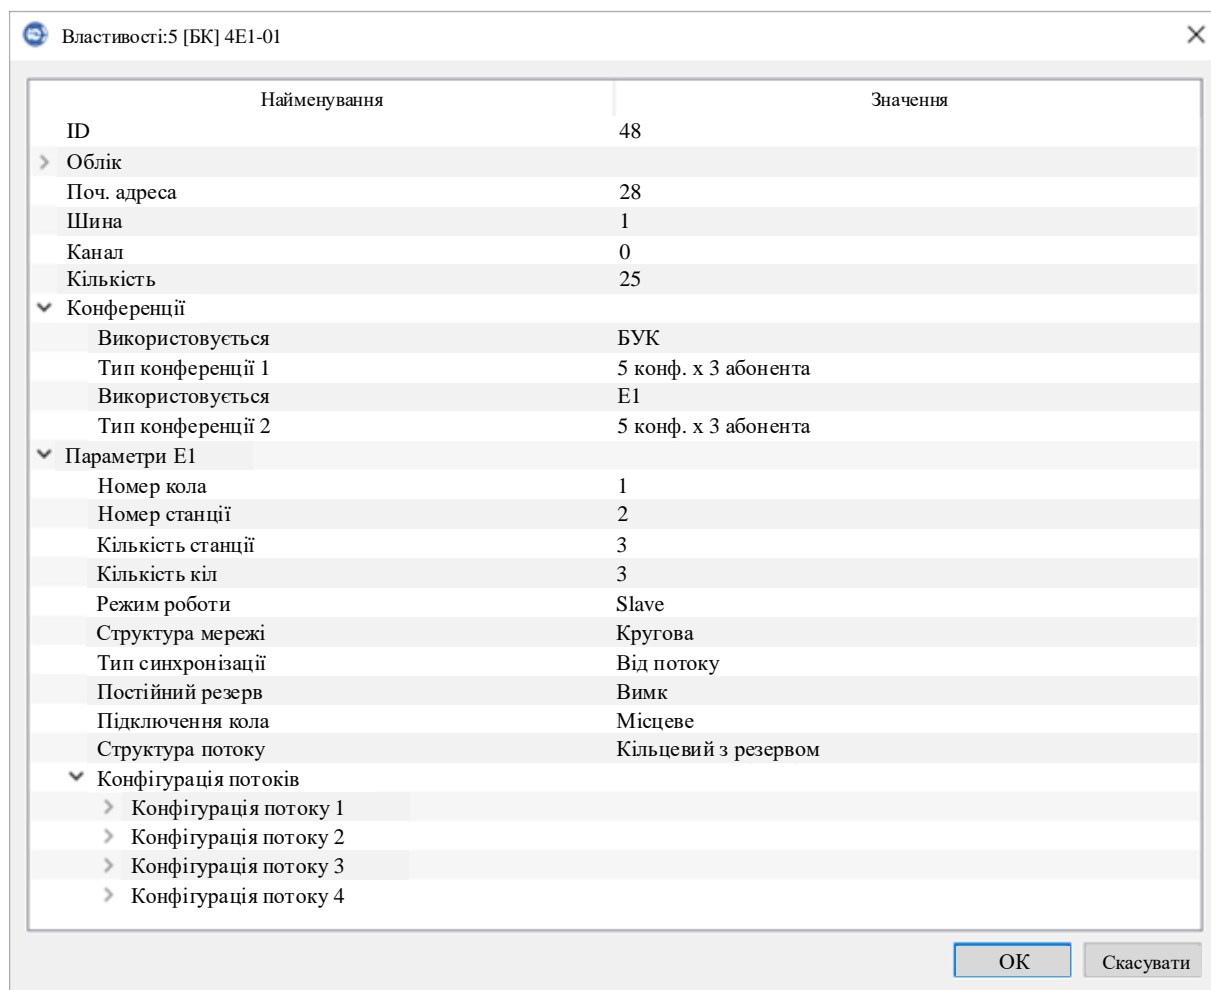 Властивості:5 [БК] 4E1-01
Найменування Значення
ID 48
Облік
Поч. адреса 28
Шина 1
Канал 0
Кількість 25
Конференції
Використовується БУК
Тип конференції 1 5 конф. x 3 абонента
Використовується E1
Тип конференції 2 5 конф. x 3 абонента
Параметри E1
Номер кола 1
Номер станції 2
Кількість станції 3
Кількість кіл 3
Режим роботи Slave
Структура мережі Кругова
Тип синхронізації Від потоку
Постійний резерв Вимк
Підключення кола Місцеве
Структура потоку Кільцевий з резервом
Конфігурація потоків
Конфігурація потоку 1
Конфігурація потоку 2
Конфігурація потоку 3
Конфігурація потоку 4
OK Скасувати